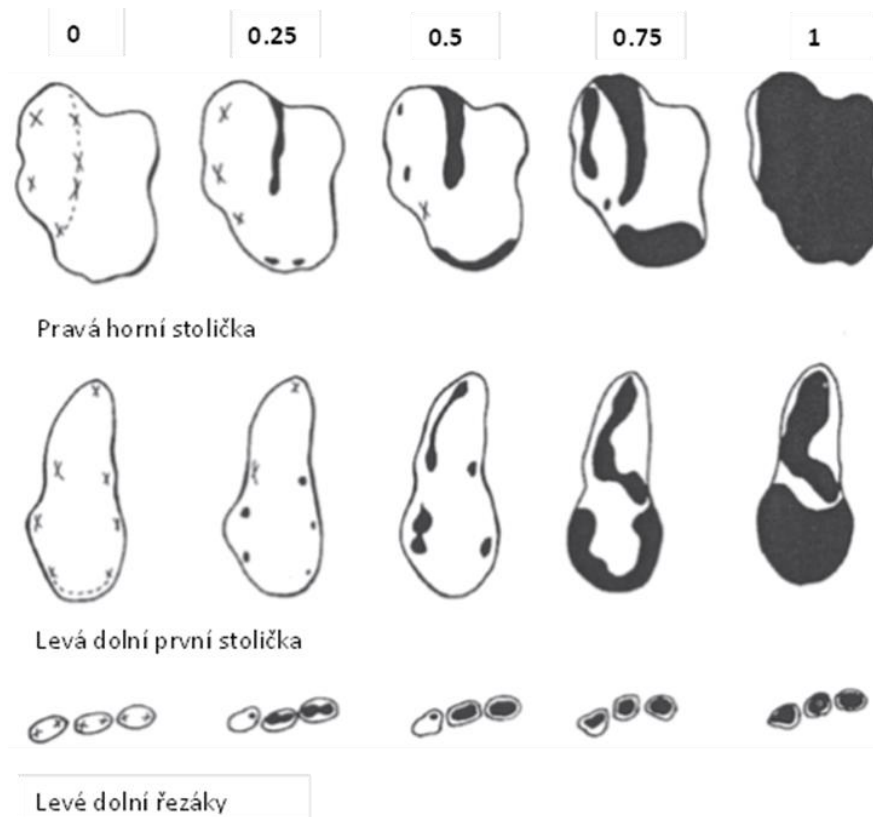 0 0.25 0.5 0.75 1
Pravá horní stolička
Levá dolní první stolička
Levé dolní řezáky